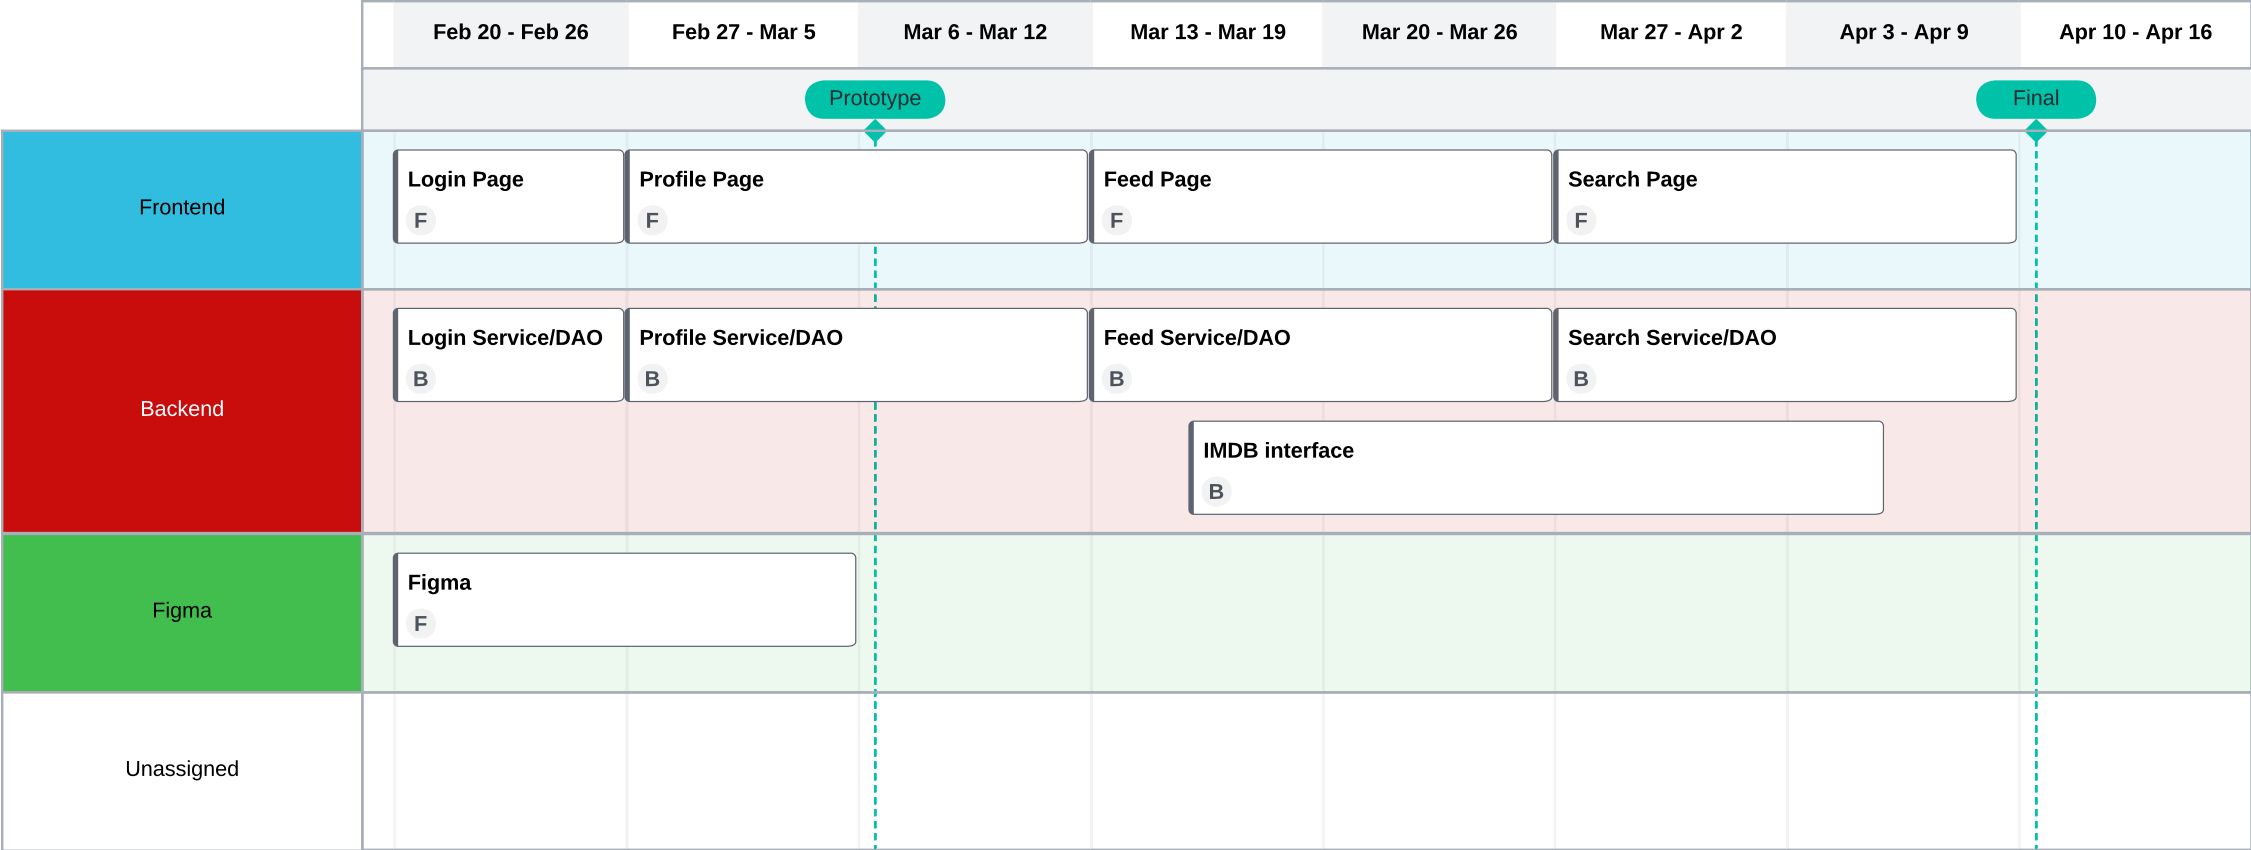 Feb 20 - Feb 26
Feb 27 - Mar 5
Mar 6 - Mar 12
Mar 13 - Mar 19
Mar 20 - Mar 26
Mar 27 - Apr 2
Apr 3 - Apr 9
Apr 10 - Apr 16
Prototype
Final
Frontend
Login Page
F
Profile Page
F
Feed Page
F
Search Page
F
Backend
Login Service/DAO
B
Profile Service/DAO
B
Feed Service/DAO
B
Search Service/DAO
B
IMDB interface
B
Figma
Figma
F
Unassigned